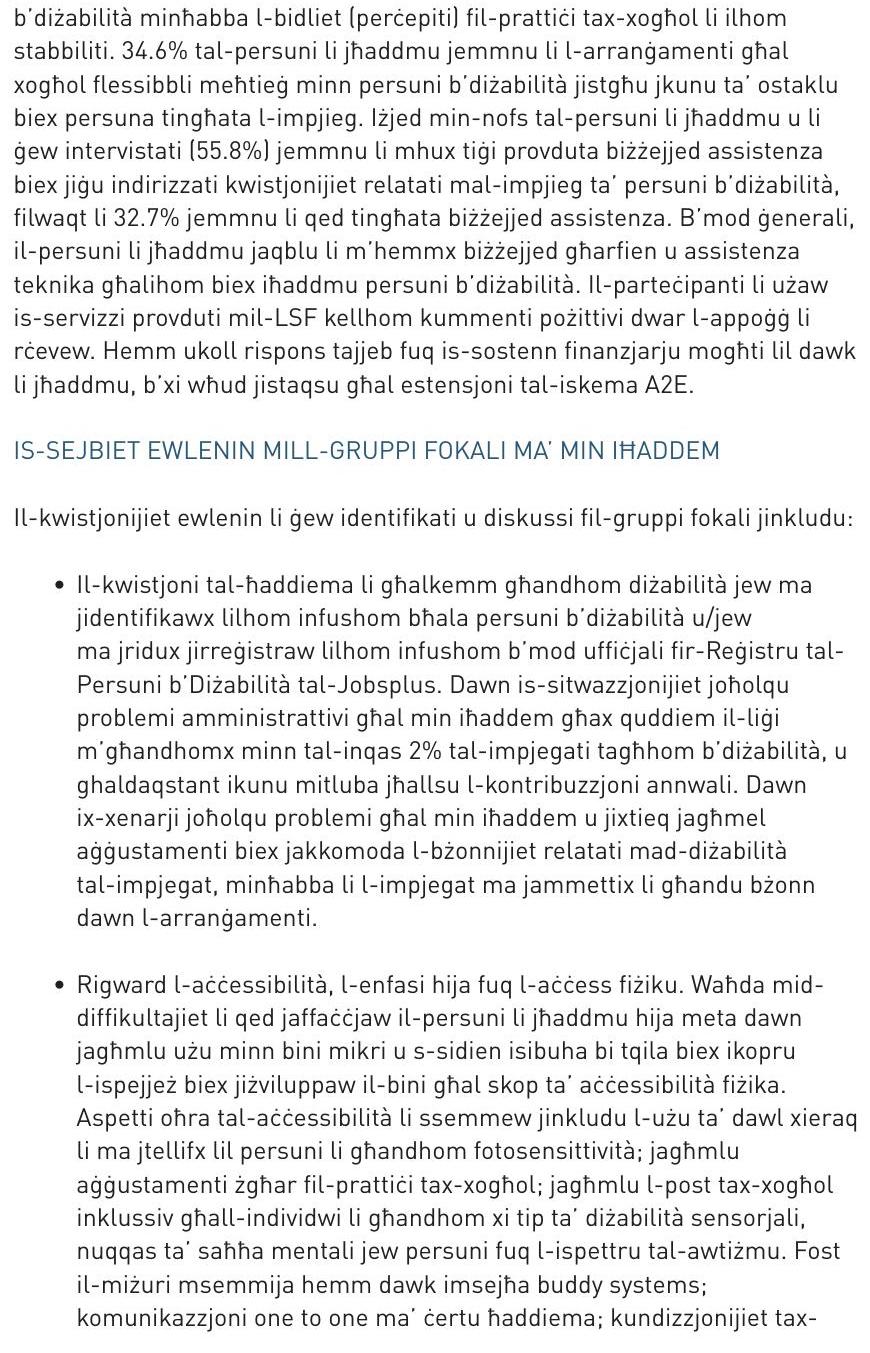 b’diżabilità minħabba l-bidliet (perċepiti) fil-prattiċi tax-xogħol li ilhom
stabbiliti. 34.6% tal-persuni li jħaddmu jemmnu li l-arranġamenti għal
xogħol flessibbli meħtieġ minn persuni b’diżabilità jistgħu jkunu ta’ ostaklu
biex persuna tingħata l-impjieg. Iżjed min-nofs tal-persuni li jħaddmu u li
ġew intervistati (55.8%) jemmnu li mhux tiġi provduta biżżejjed assistenza
biex jiġu indirizzati kwistjonijiet relatati mal-impjieg ta’ persuni b’diżabilità,
filwaqt li 32.7% jemmnu li qed tingħata biżżejjed assistenza. B’mod ġenerali,
il-persuni li jħaddmu jaqblu li m’hemmx biżżejjed għarfien u assistenza
teknika għalihom biex iħaddmu persuni b’diżabilità. Il-parteċipanti li użaw
is-servizzi provduti mil-LSF kellhom kummenti pożittivi dwar l-appoġġ li
rċevew. Hemm ukoll rispons tajjeb fuq is-sostenn finanzjarju mogħti lil dawk
li jħaddmu, b’xi wħud jistaqsu għal estensjoni tal-iskema A2E.
IS-SEJBIET EWLENIN MILL-GRUPPI FOKALI MA’ MIN IĦADDEM
Il-kwistjonijiet ewlenin li ġew identifikati u diskussi fil-gruppi fokali jinkludu:
• Il-kwistjoni tal-ħaddiema li għalkemm għandhom diżabilità jew ma
jidentifikawx lilhom infushom bħala persuni b’diżabilità u/jew
ma jridux jirreġistraw lilhom infushom b’mod uffiċjali fir-Reġistru tal-
Persuni b’Diżabilità tal-Jobsplus. Dawn is-sitwazzjonijiet joħolqu
problemi amministrattivi għal min iħaddem għax quddiem il-liġi
m’għandhomx minn tal-inqas 2% tal-impjegati tagħhom b’diżabilità, u
ghaldaqstant ikunu mitluba jħallsu l-kontribuzzjoni annwali. Dawn
ix-xenarji joħolqu problemi għal min iħaddem u jixtieq jagħmel
aġġustamenti biex jakkomoda l-bżonnijiet relatati mad-diżabilità
tal-impjegat, minħabba li l-impjegat ma jammettix li għandu bżonn
dawn l-arranġamenti.
• Rigward l-aċċessibilità, l-enfasi hija fuq l-aċċess fiżiku. Waħda mid-
diffikultajiet li qed jaffaċċjaw il-persuni li jħaddmu hija meta dawn
jagħmlu użu minn bini mikri u s-sidien isibuha bi tqila biex ikopru
l-ispejjeż biex jiżviluppaw il-bini għal skop ta’ aċċessibilità fiżika.
Aspetti oħra tal-aċċessibilità li ssemmew jinkludu l-użu ta’ dawl xieraq
li ma jtellifx lil persuni li għandhom fotosensittività; jagħmlu
aġġustamenti żgħar fil-prattiċi tax-xogħol; jagħmlu l-post tax-xogħol
inklussiv għall-individwi li għandhom xi tip ta’ diżabilità sensorjali,
nuqqas ta’ saħħa mentali jew persuni fuq l-ispettru tal-awtiżmu. Fost
il-miżuri msemmija hemm dawk imsejħa buddy systems;
komunikazzjoni one to one ma’ ċertu ħaddiema; kundizzjonijiet tax-